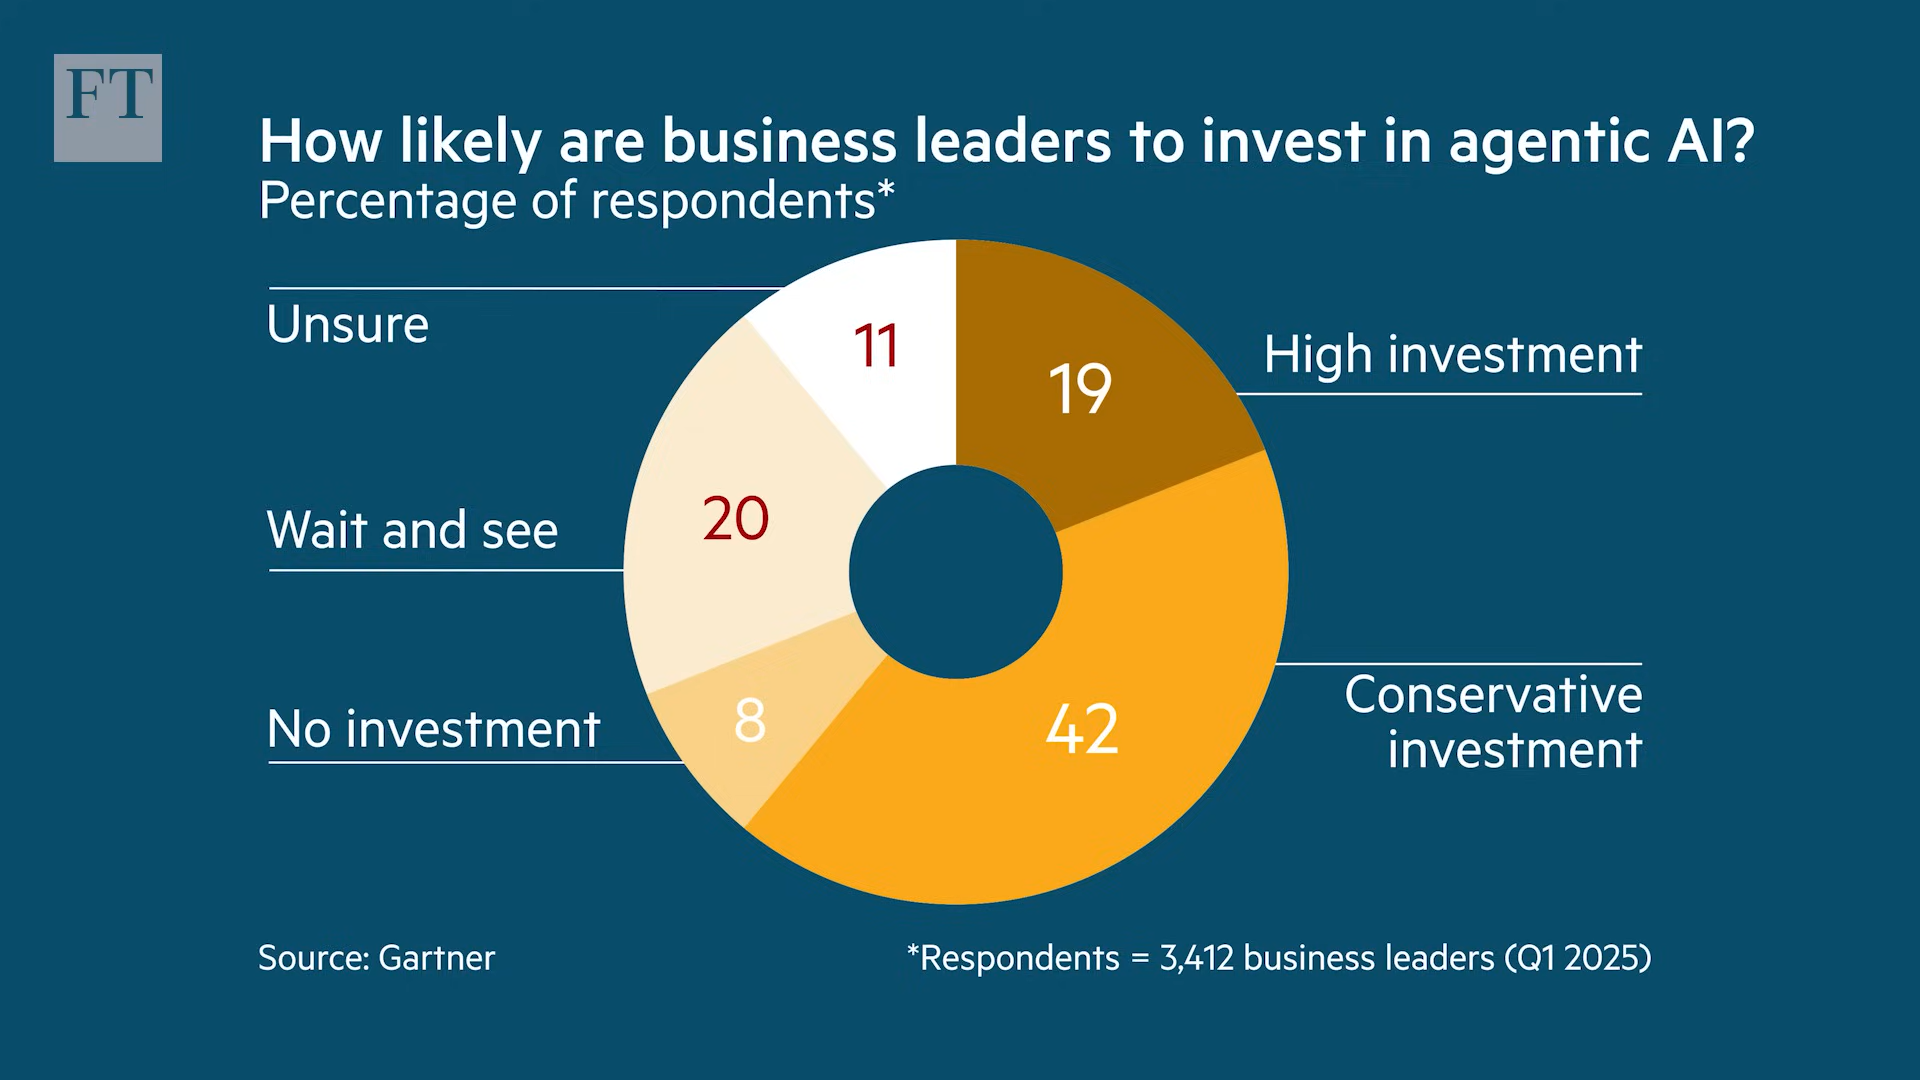 FT
How likely are business leaders to invest in agentic AI?
Percentage of respondents*
Unsure
11
19
High investment
Wait and see
20
No investment
8
42
Conservative
investment
Source: Gartner
*Respondents = 3,412 business leaders (Q1 2025)